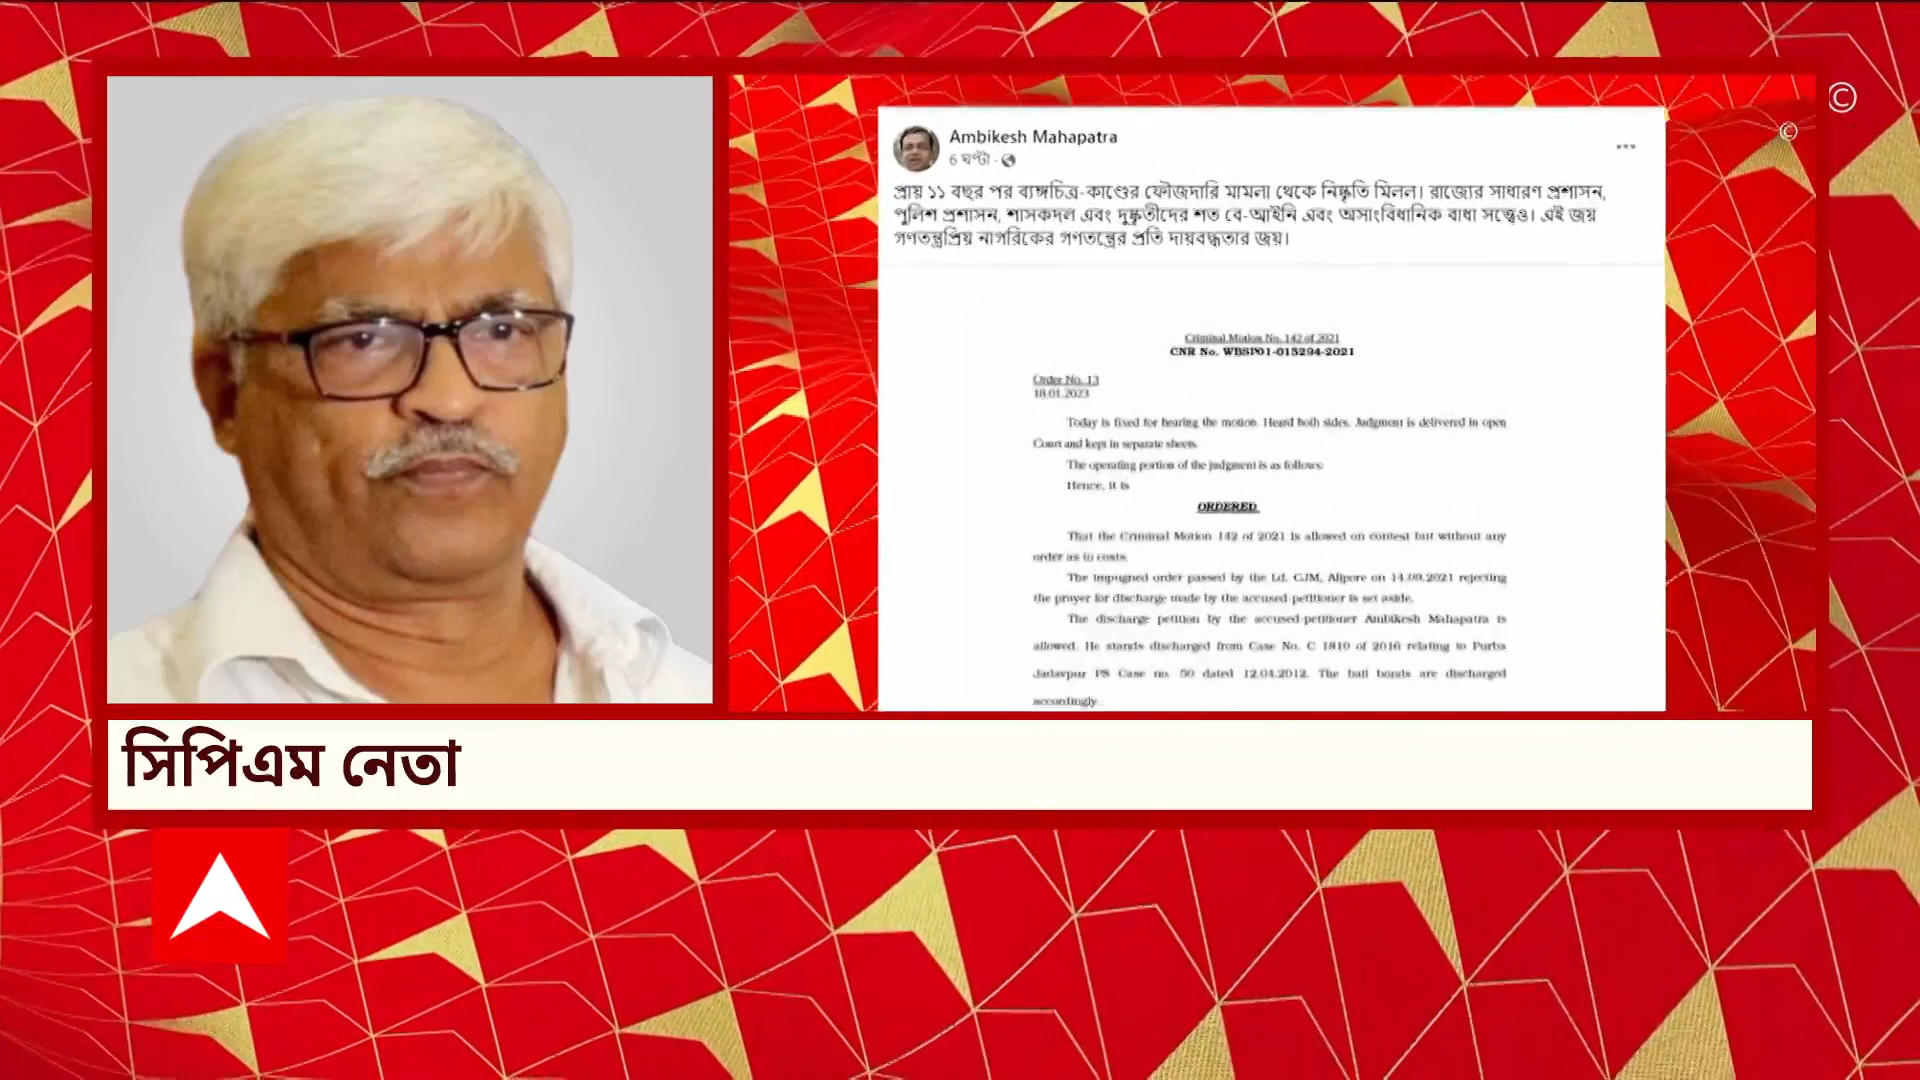 ©
©
Ambikesh Mahapatra
6 ঘণ্টা ·
প্রায় ১১ বছর পর ব্যঙ্গচিত্র-কাণ্ডের ফৌজদারি মামলা থেকে নিষ্কৃতি মিলল। রাজ্যের সাধারণ প্রশাসন,
পুলিশ প্রশাসন, শাসকদল এবং দুষ্কৃতীদের শত বে-আইনি এবং অসাংবিধানিক বাধা সত্ত্বেও। এই জয়
গণতন্ত্রপ্রিয় নাগরিকের গণতন্ত্রের প্রতি দায়বদ্ধতার জয়।
Criminal Motion No. 142 of 2021
CNR No. WBSP01-015294-2021
Order No. 13
18.01.2023
Today is fixed for hearing the motion. Heard both sides. Judgment is delivered in open
Court and kept in separate sheets.
The operating portion of the judgment is as follows:
Hence, it is
ORDERED
That the Criminal Motion 142 of 2021 is allowed on contest but without any
order as to costs.
The impugned order passed by the Ld. CJM, Alipore on 14.09.2021 rejecting
the prayer for discharge made by the accused-petitioner is set aside.
The discharge petition by the accused-petitioner Ambikesh Mahapatra is
allowed. He stands discharged from Case No. C 1810 of 2016 relating to Purba
Jadavpur PS Case no. 50 dated 12.04.2012. The bail bonds are discharged
accordingly.
সিপিএম নেতা